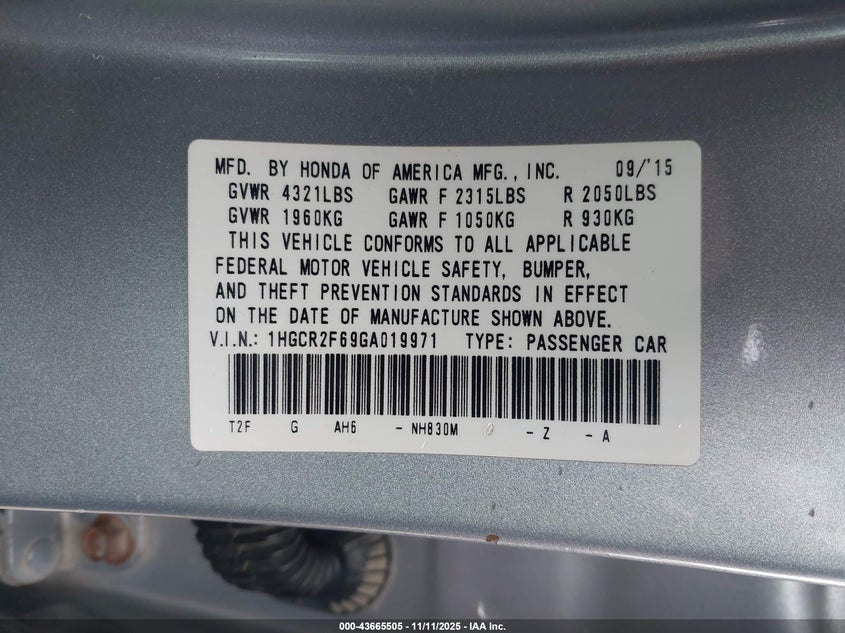 MFD. BY HONDA OF AMERICA MFG., INC. 09/'15
GVWR 4321LBS GAWR F 2315LBS R 2050LBS
GVWR 1960KG GAWR F 1050KG R 930KG
THIS VEHICLE CONFORMS TO ALL APPLICABLE
FEDERAL MOTOR VEHICLE SAFETY, BUMPER,
AND THEFT PREVENTION STANDARDS IN EFFECT
ON THE DATE OF MANUFACTURE SHOWN ABOVE.
V.I.N.: 1HGCR2F69GA019971 TYPE: PASSENGER CAR
T2F G AH6 - NH830M - Z - A
000-43665505 - 11/11/2025 - IAA Inc.